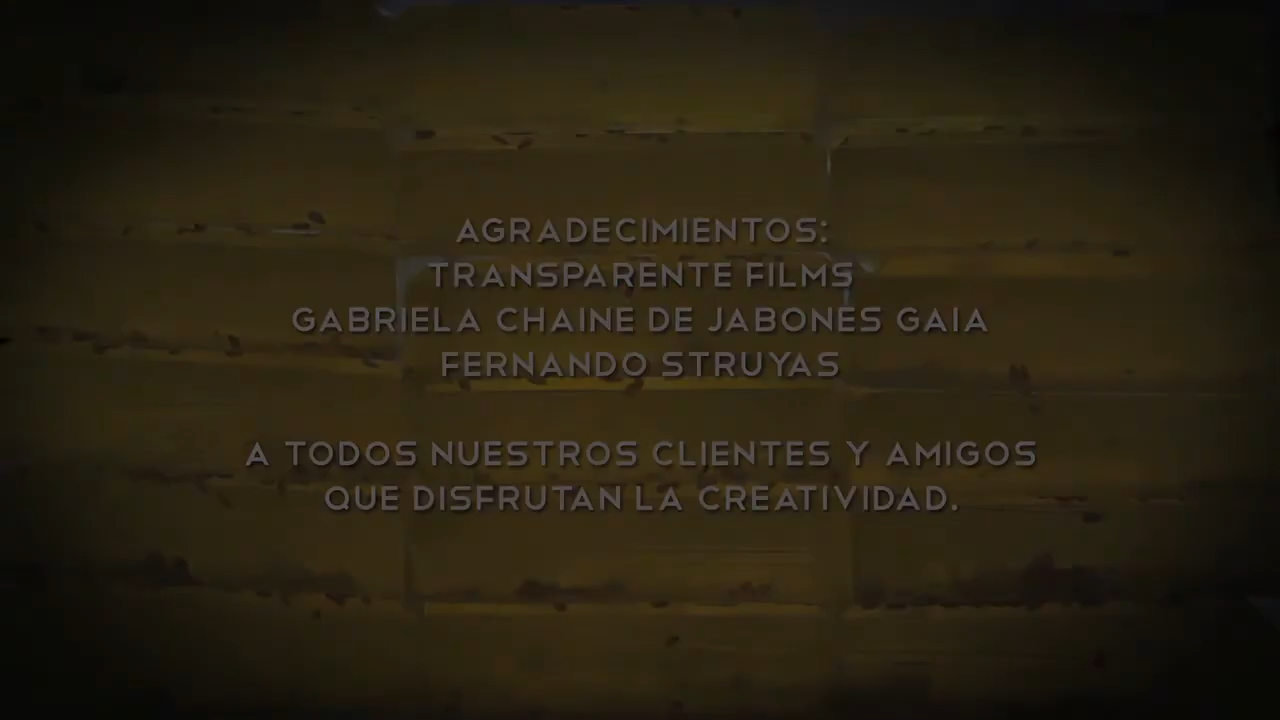 AGRADECIMIENTOS:
TRANSPARENTE FILMS
GABRIELA CHAINE DE JABONES GAIA
FERNANDO STRUYAS
A TODOS NUESTROS CLIENTES Y AMIGOS
QUE DISFRUTAN LA CREATIVIDAD.